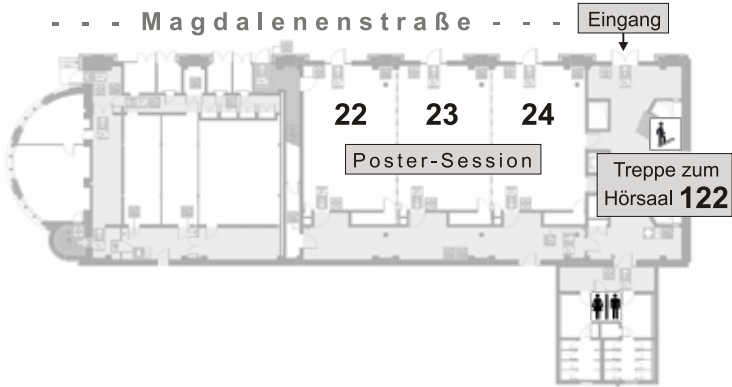 - - - Magdalenenstraße - - -
Eingang
22 23 24
Poster-Session
Treppe zum
Hörsaal 122